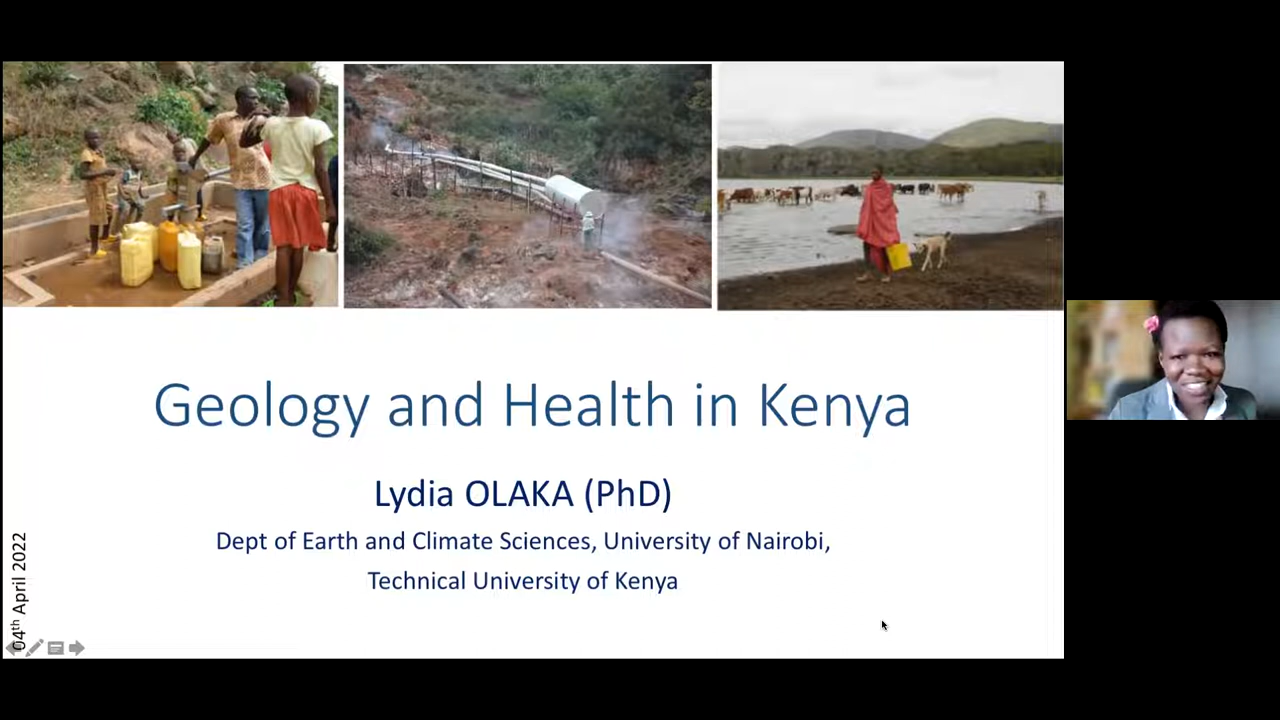 Geology and Health in Kenya
Lydia OLAKA (PhD)
Dept of Earth and Climate Sciences, University of Nairobi,
Technical University of Kenya
04th April 2022